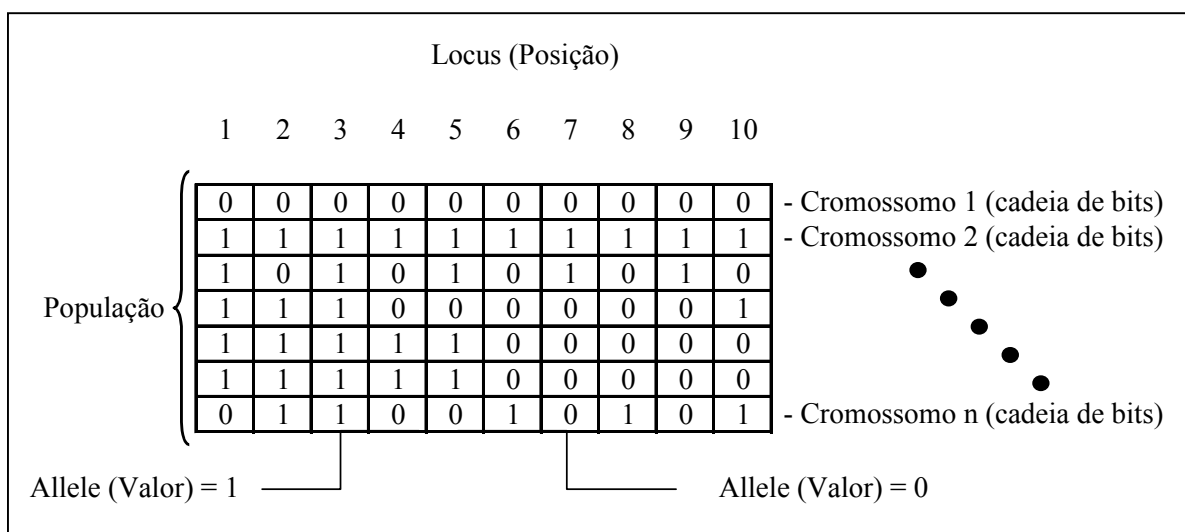 Locus (Posição)
1 2 3 4 5 6 7 8 9 10
0 0 0 0 0 0 0 0 0 0 - Cromossomo 1 (cadeia de bits)
1 1 1 1 1 1 1 1 1 1 - Cromossomo 2 (cadeia de bits)
1 0 1 0 1 0 1 0 1 0
População
1 1 1 0 0 0 0 0 0 1
1 1 1 1 1 0 0 0 0 0
1 1 1 1 1 0 0 0 0 0
0 1 1 0 0 1 0 1 0 1 - Cromossomo n (cadeia de bits)
Allele (Valor) = 1
Allele (Valor) = 0